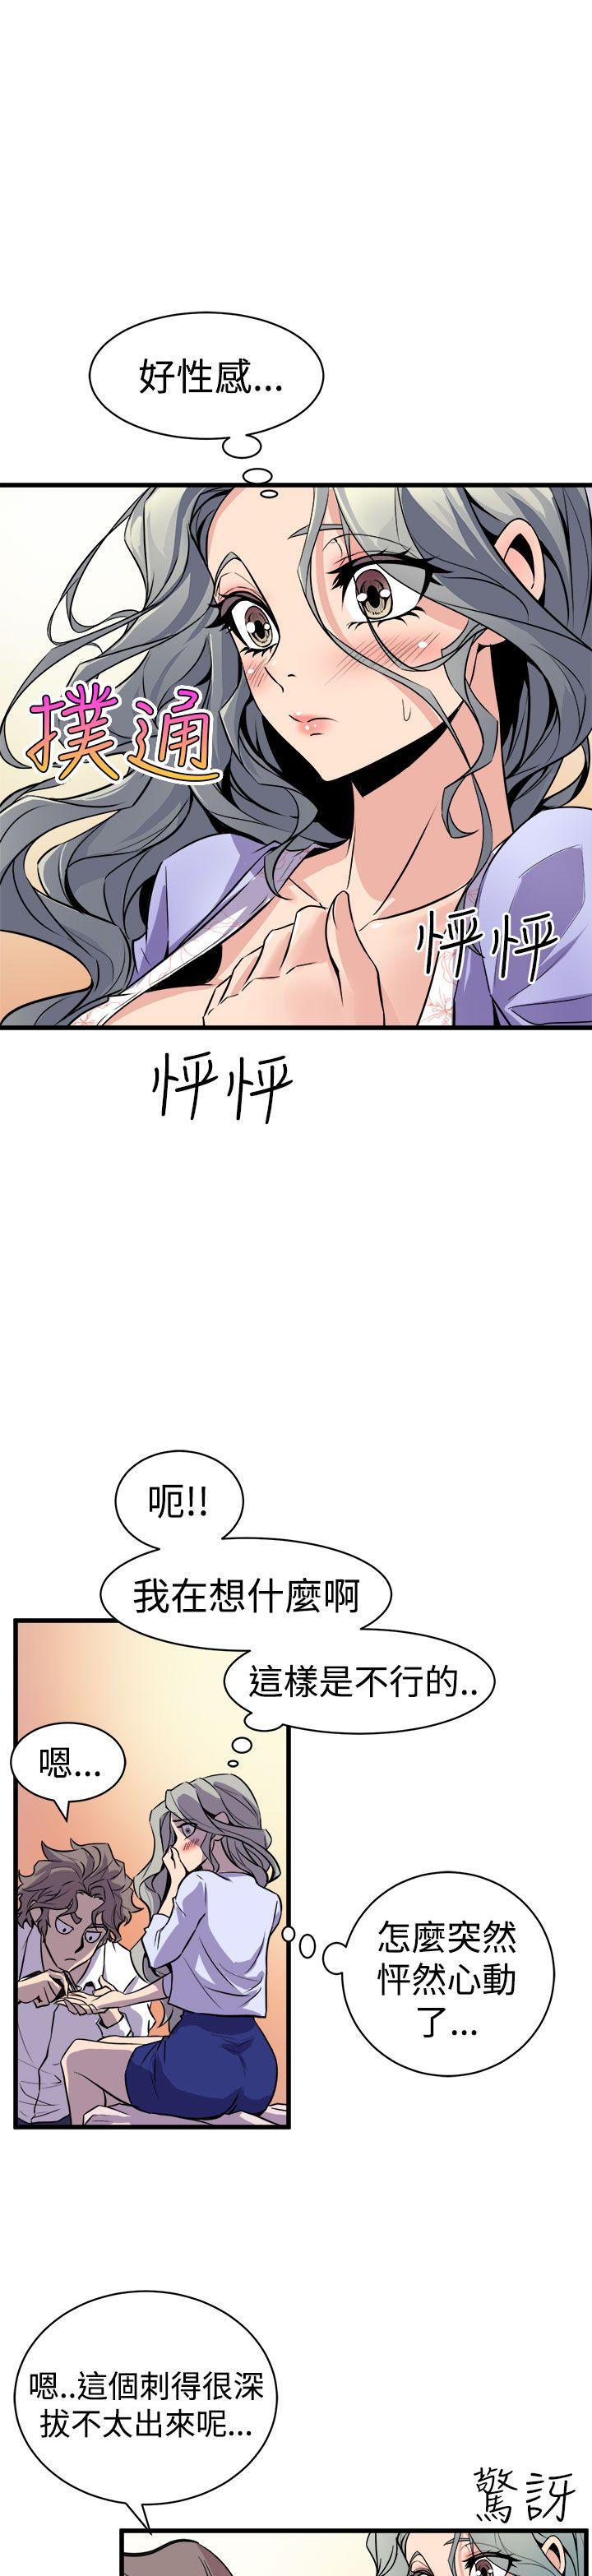 好性感...
撲通
怦怦
怦怦
呃!!
我在想什麼啊
這樣是不行的..
嗯...
怎麼突然
怦然心動
了...
嗯..這個刺得很深
拔不太出來呢...
驚訝